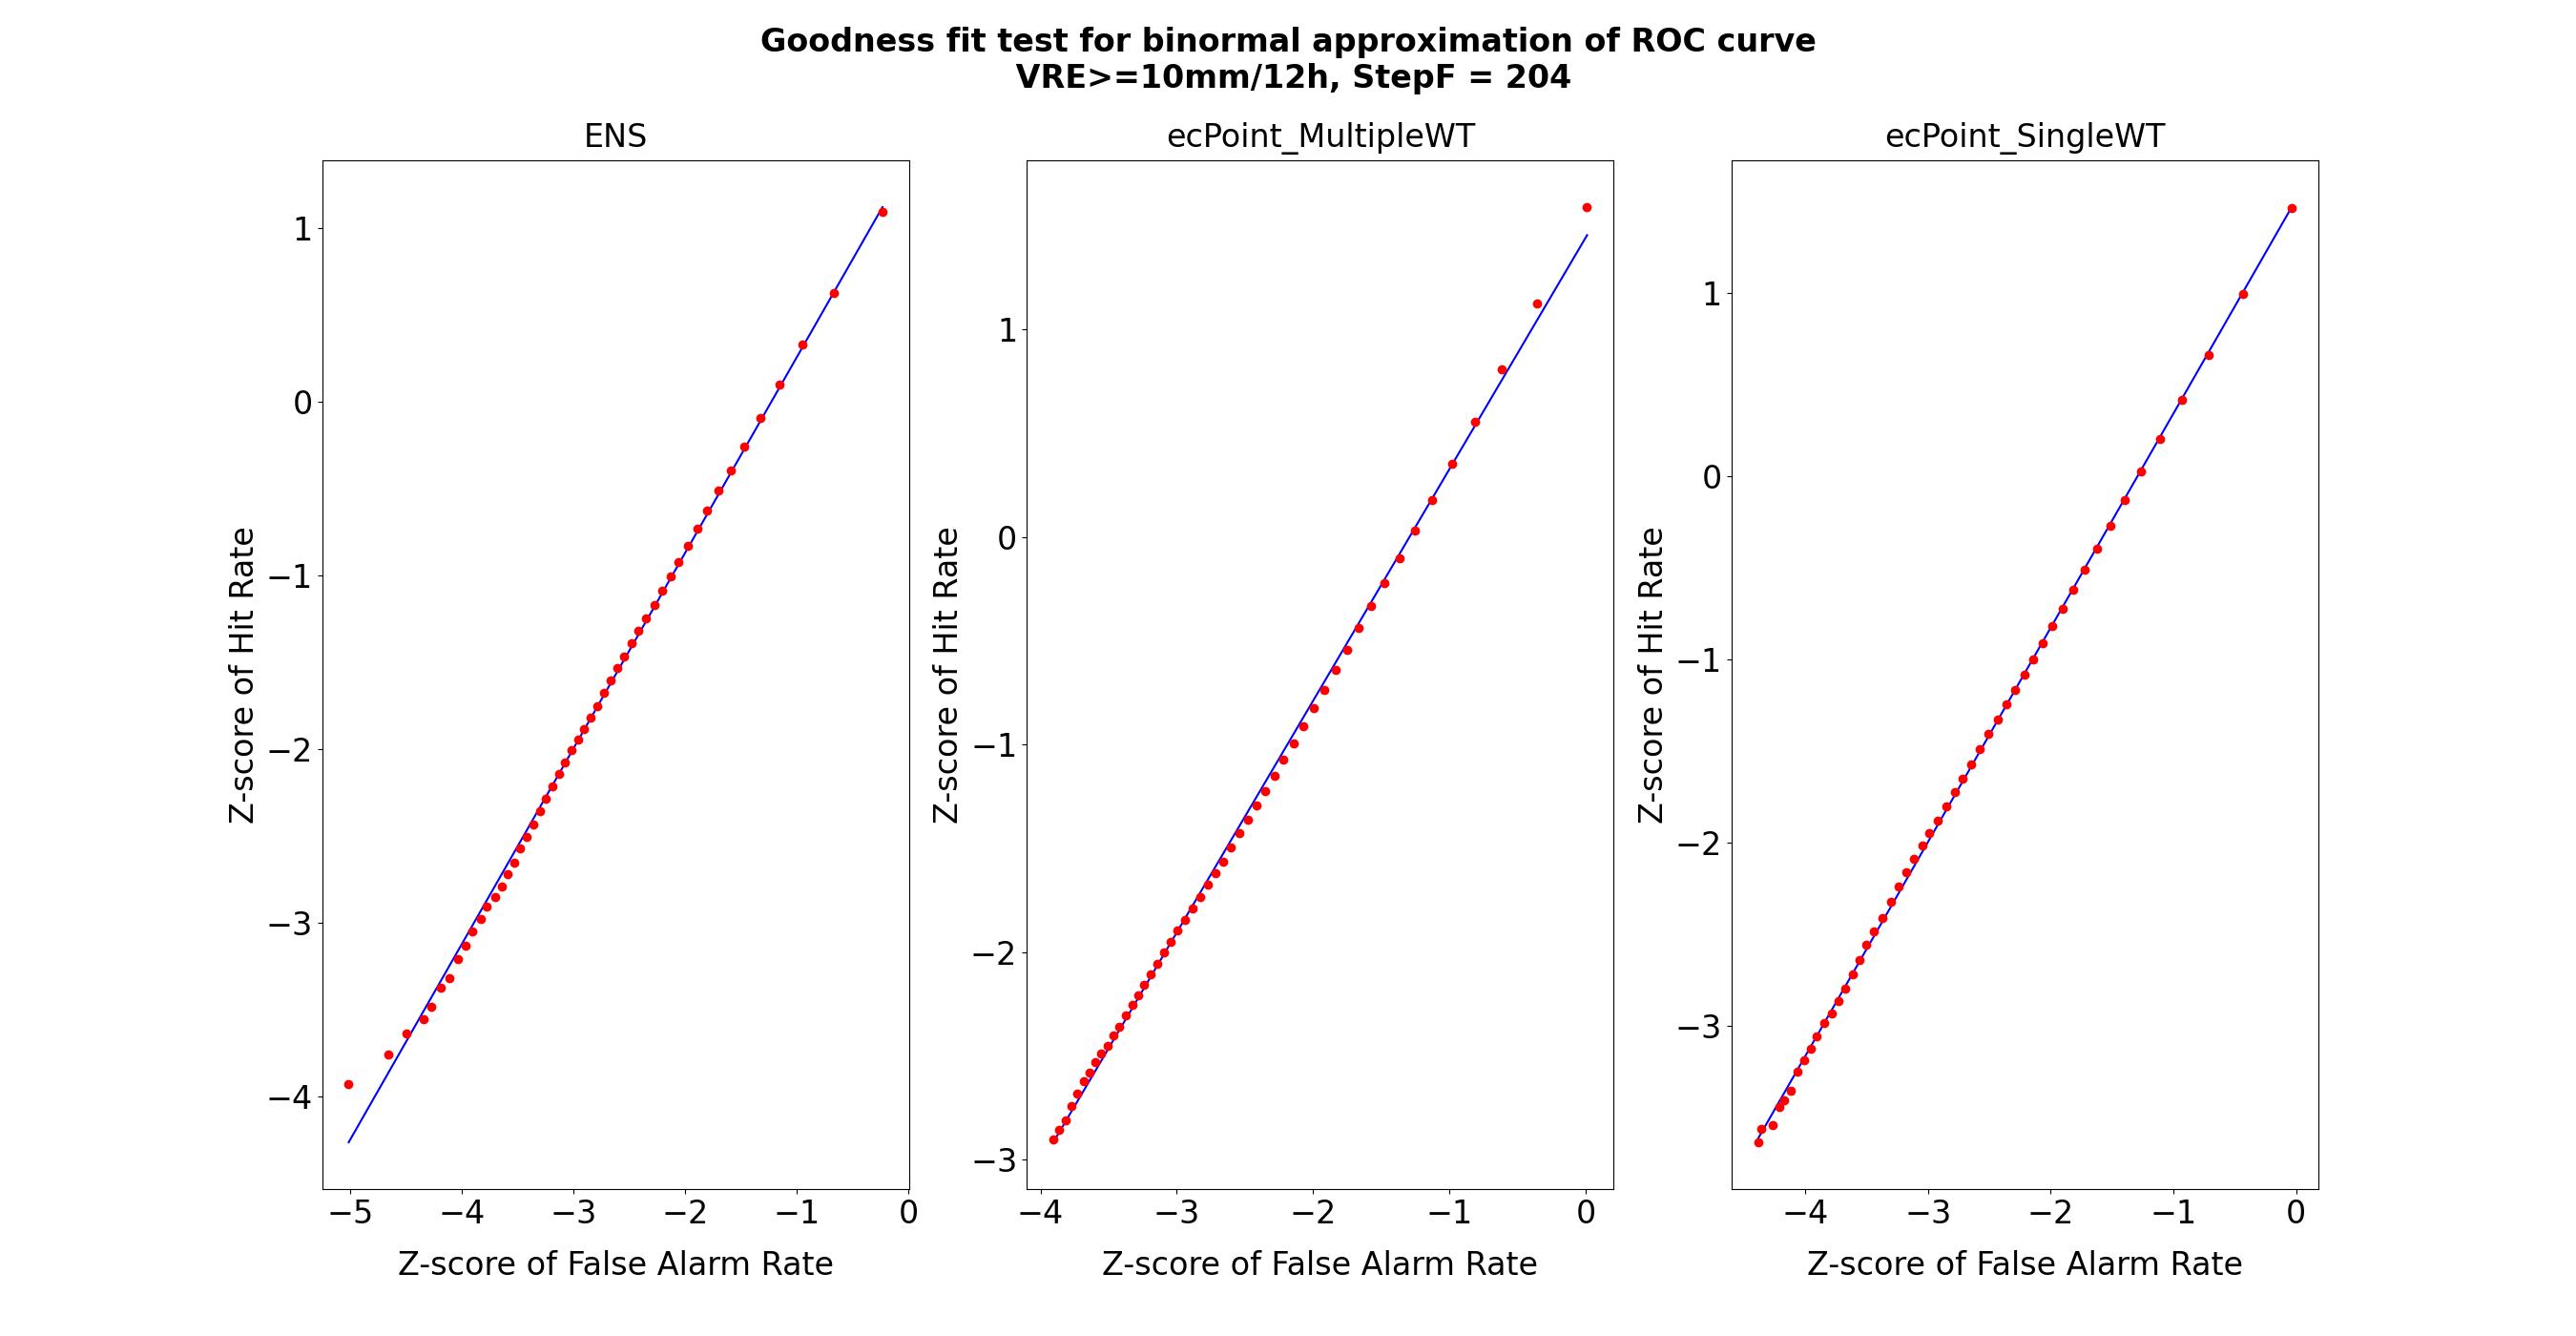 Goodness fit test for binormal approximation of ROC curve
VRE>=10mm/12h, StepF = 204
ENS
1
0
−1
−2
−3
−4
Z-score of Hit Rate
−5 −4 −3 −2 −1 0
Z-score of False Alarm Rate
ecPoint_MultipleWT
1
0
−1
−2
−3
Z-score of Hit Rate
−4 −3 −2 −1 0
Z-score of False Alarm Rate
ecPoint_SingleWT
1
0
−1
−2
−3
Z-score of Hit Rate
−4 −3 −2 −1 0
Z-score of False Alarm Rate